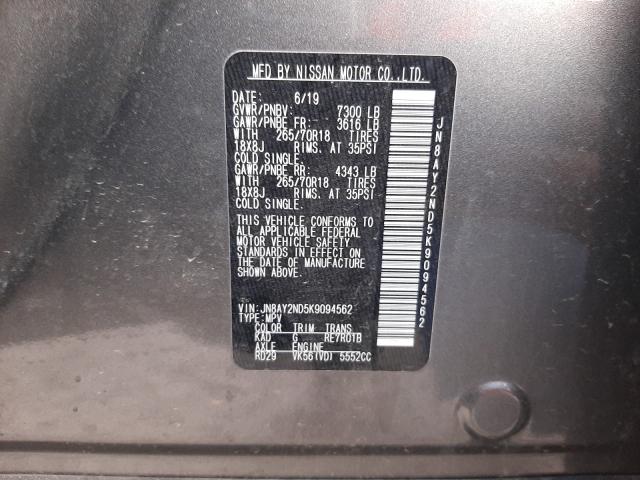 MFD BY NISSAN MOTOR CO.,LTD.
DATE: 6/19
GVWR/PNBV: 7300 LB
GAWR/PNBE FR: 3616 LB
WITH 265/70R18 TIRES
18X8J RIMS. AT 35PSI
COLD SINGLE.
GAWR/PNBE RR: 4343 LB
WITH 265/70R18 TIRES
18X8J RIMS. AT 35PSI
COLD SINGLE.
THIS VEHICLE CONFORMS TO
ALL APPLICABLE FEDERAL
MOTOR VEHICLE SAFETY
STANDARDS IN EFFECT ON
THE DATE OF MANUFACTURE
SHOWN ABOVE.
VIN: JN8AY2ND5K9094562
TYPE: MPV
COLOR TRIM TRANS
KAD G RE7R01B
AXLE ENGINE
RD29 VK56(VD) 5552CC
JN8AY2ND5K9094562